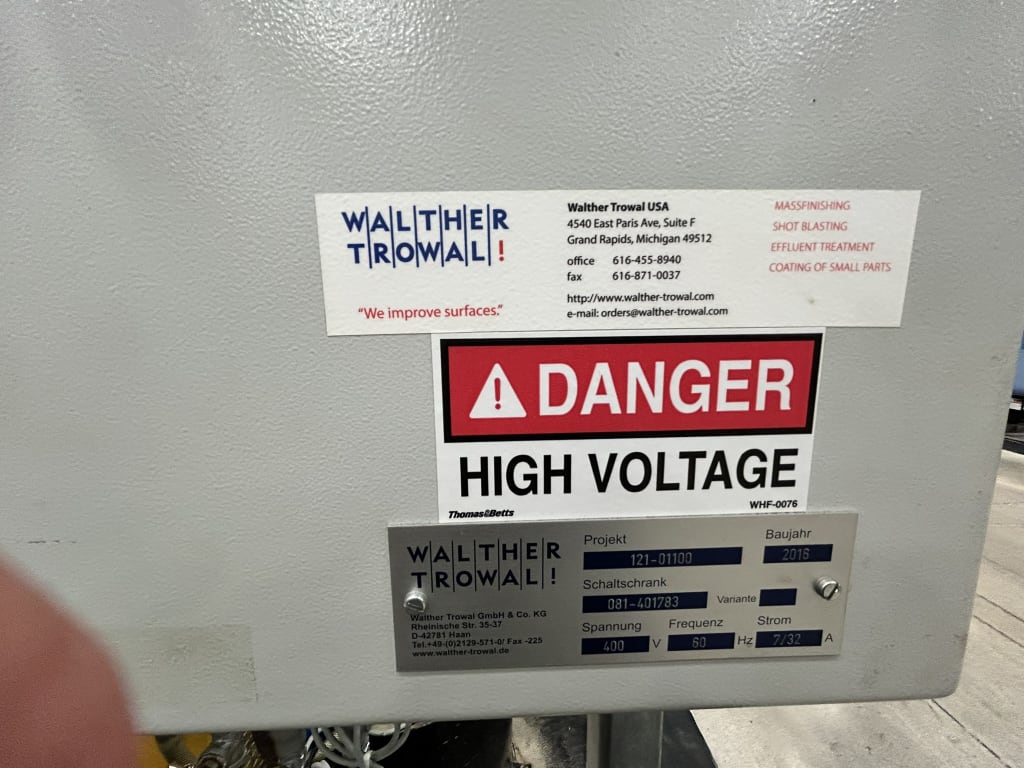 WALTHER
TROWAL!
"We improve surfaces."
Walther Trowal USA
4540 East Paris Ave, Suite F
Grand Rapids, Michigan 49512
office 616-455-8940
fax 616-871-0037
http://www.walther-trowal.com
e-mail: orders@walther-trowal.com
MASSFINISHING
SHOT BLASTING
EFFLUENT TREATMENT
COATING OF SMALL PARTS
DANGER
HIGH VOLTAGE
Thomas&Betts
WHF-0076
WALTHER
TROWAL!
Walther Trowal GmbH & Co. KG
Rheinische Str. 35-37
D-42781 Haan
Tel.+49-(0)2129-571-0/ Fax -225
www.walther-trowal.de
Projekt
121-01100
Baujahr
2016
Schaltschrank
081-401783
Variante
Spannung
400 V
Frequenz
60 Hz
Strom
7/32 A